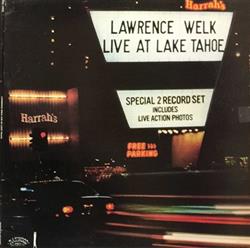 Harrah's
LAWRENCE WELK
LIVE AT LAKE TAHOE
SPECIAL 2 RECORD SET
INCLUDES
LIVE ACTION PHOTOS
Harrah's
FREE
PARKING